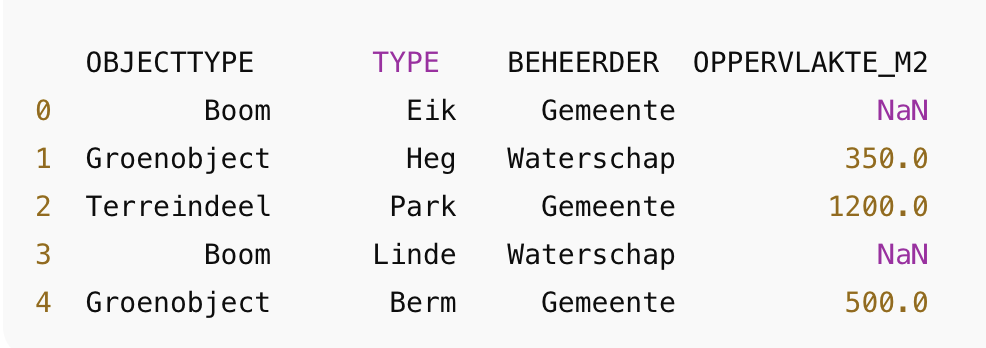 OBJECTTYPE TYPE BEHEERDER OPPERVLAKTE_M2
0 Boom Eik Gemeente NaN
1 Groenobject Heg Waterschap 350.0
2 Terreindeel Park Gemeente 1200.0
3 Boom Linde Waterschap NaN
4 Groenobject Berm Gemeente 500.0